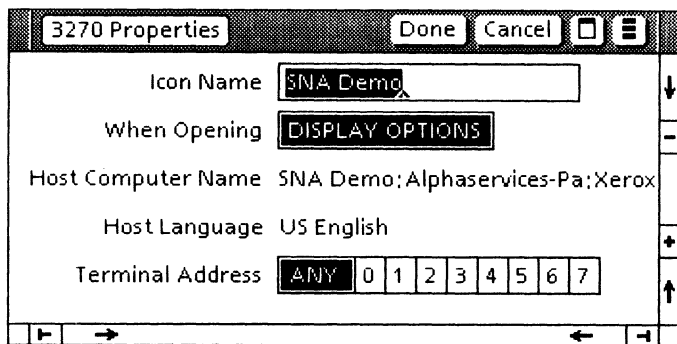 3270 Properties Done Cancel
Icon Name SNA Demo
When Opening DISPLAY OPTIONS
Host Computer Name SNA Demo:Alphaservices-Pa:Xerox
Host Language US English
Terminal Address ANY 0 1 2 3 4 5 6 7